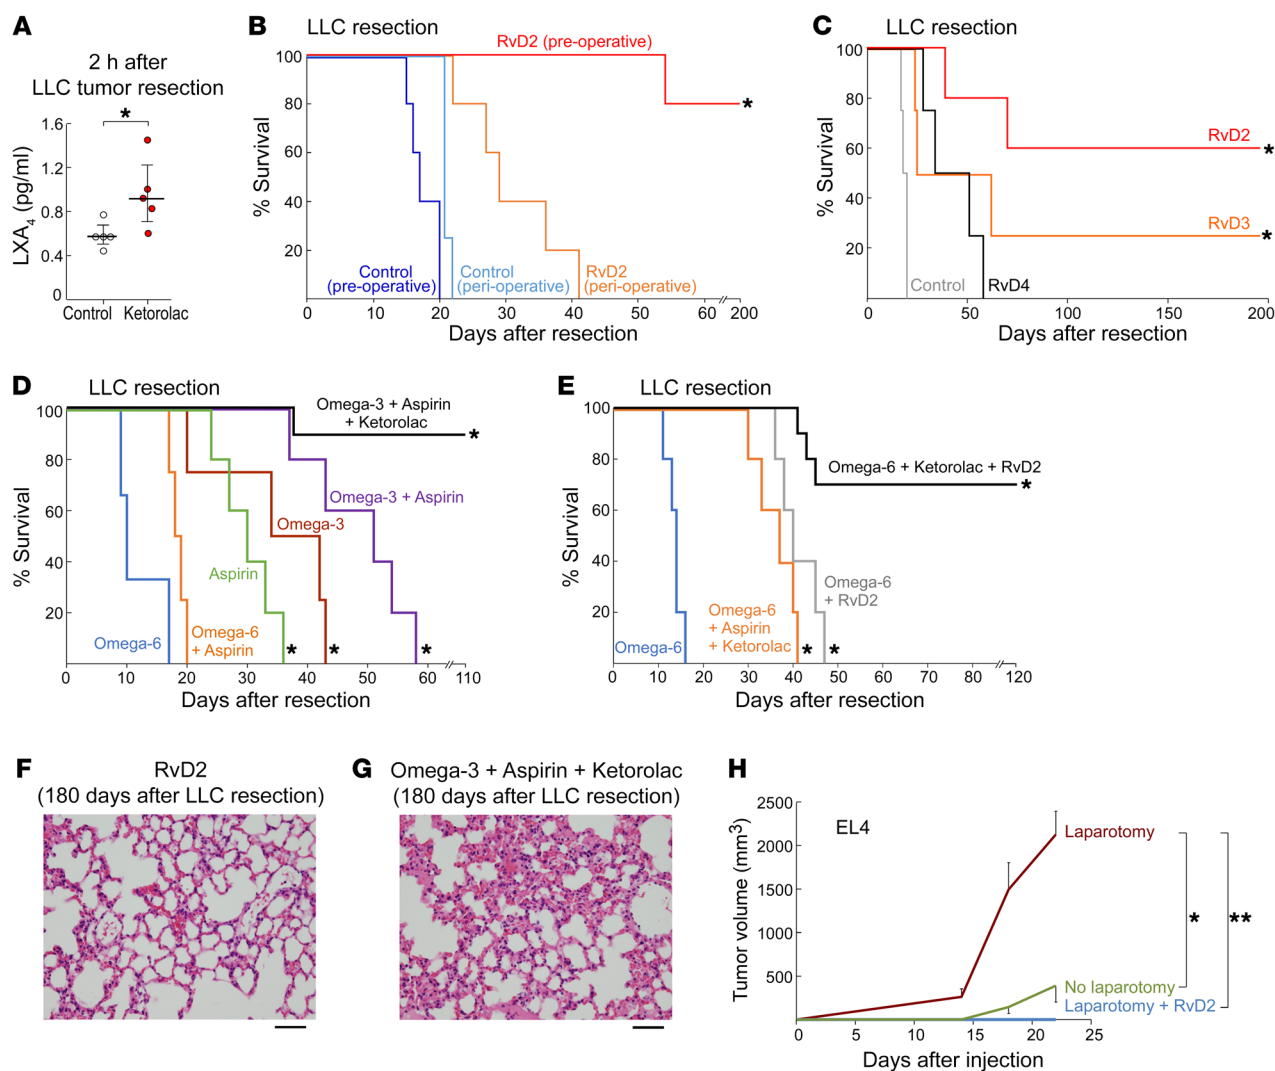 A
2 h after
LLC tumor resection
*
LXA4 (pg/ml)
1.6
1.2
0.8
0.4
0
Control
Ketorolac
B
LLC resection
RvD2 (pre-operative)
% Survival
100
80
60
40
20
*
Control
(pre-operative)
Control
(peri-operative)
RvD2
(peri-operative)
0
10
20
30
40
50
60
200
Days after resection
C
LLC resection
% Survival
100
80
60
40
20
RvD2
*
RvD3
*
Control
RvD4
0
50
100
150
200
Days after resection
D
LLC resection
% Survival
100
80
60
40
20
Omega-3 + Aspirin
+ Ketorolac
*
Omega-3 + Aspirin
Omega-3
Aspirin
Omega-6
Omega-6
+ Aspirin
*
*
*
0
10
20
30
40
50
60
110
Days after resection
E
LLC resection
% Survival
100
80
60
40
20
Omega-6 + Ketorolac + RvD2
*
Omega-6
+ RvD2
Omega-6
+ Aspirin
+ Ketorolac
Omega-6
*
*
0
10
20
30
40
50
60
70
80
120
Days after resection
F
RvD2
(180 days after LLC resection)
G
Omega-3 + Aspirin + Ketorolac
(180 days after LLC resection)
H
EL4
Tumor volume (mm3)
2500
2000
1500
1000
500
Laparotomy
No laparotomy
Laparotomy + RvD2
*
**
0
5
10
15
20
25
Days after injection